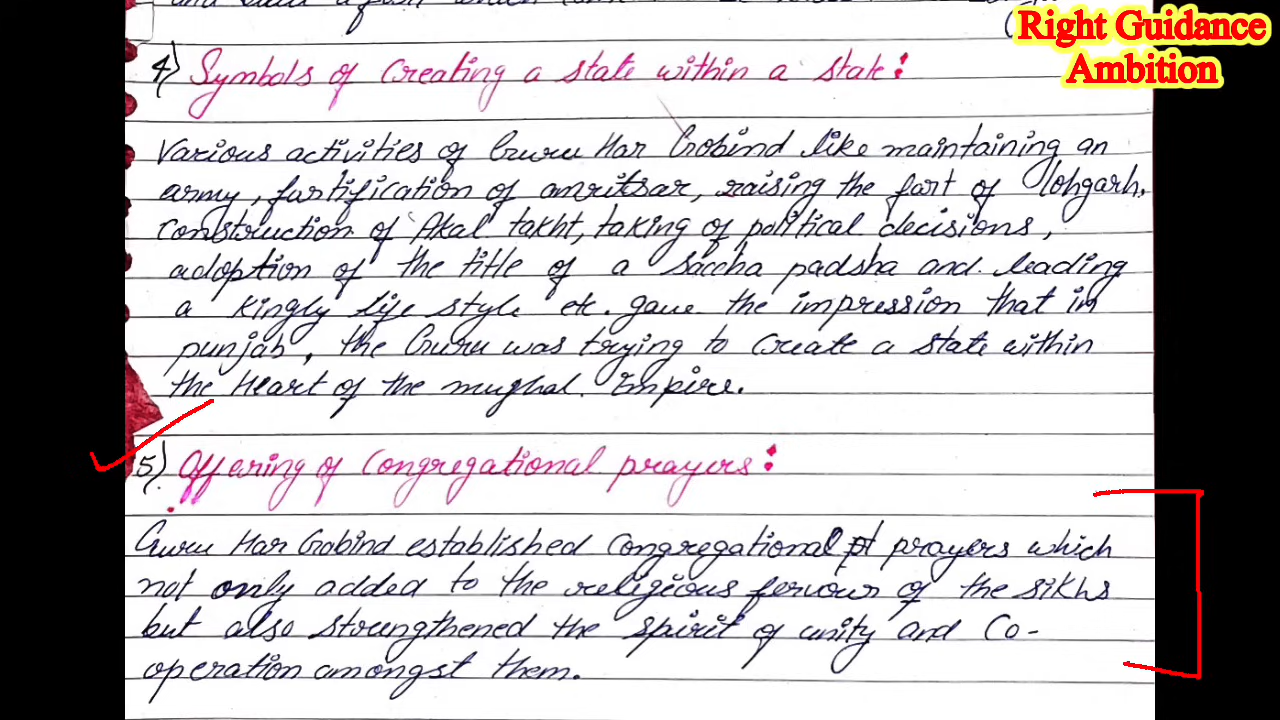 Right Guidance
Ambition
4) Symbols of Creating a state within a state:
Various activities of Guru Har Gobind like maintaining an
army, fortification of amritsar, raising the fort of lohgarh,
Construction of Akal takht, taking of political decisions,
adoption of the title of a saccha padsha and leading
a kingly life style etc. gave the impression that in
punjab, the Guru was trying to create a state within
the Heart of the mughal Empire.
5) Offering of Congregational prayers:
Guru Har Gobind established Congregational prayers which
not only added to the religious fervour of the sikhs
but also strengthened the spirit of unity and Co-
operation amongst them.